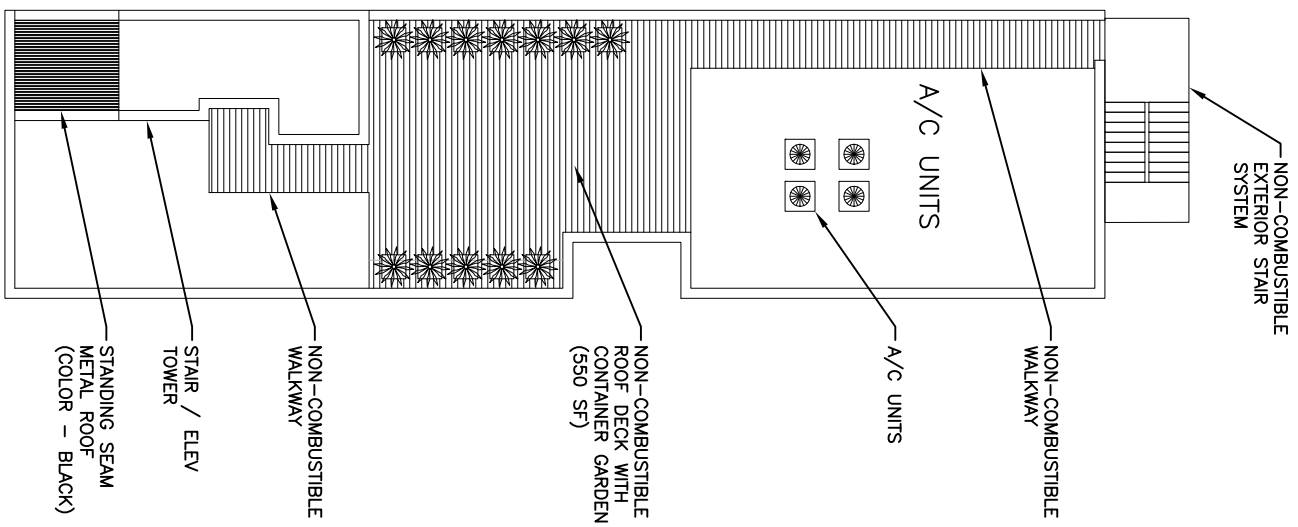 NON-COMBUSTIBLE
EXTERIOR STAIR
SYSTEM
A/C UNITS
NON-COMBUSTIBLE
WALKWAY
A/C UNITS
NON-COMBUSTIBLE
ROOF DECK WITH
CONTAINER GARDEN
(550 SF)
NON-COMBUSTIBLE
WALKWAY
STAIR / ELEV
TOWER
STANDING SEAM
METAL ROOF
(COLOR - BLACK)